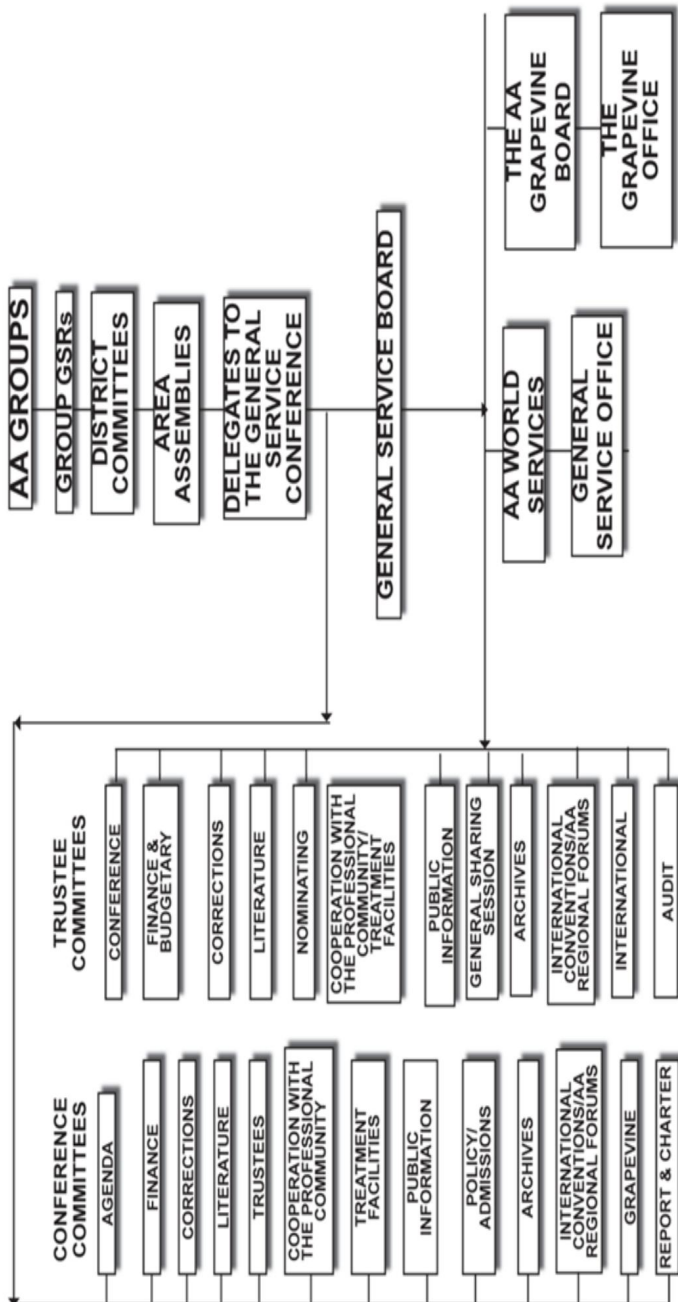 AA GROUPS
GROUP GSRs
DISTRICT
COMMITTEES
AREA
ASSEMBLIES
DELEGATES TO
THE GENERAL
SERVICE
CONFERENCE
GENERAL SERVICE BOARD
AA WORLD
SERVICES
GENERAL
SERVICE OFFICE
THE AA
GRAPEVINE
BOARD
THE
GRAPEVINE
OFFICE
TRUSTEE
COMMITTEES
CONFERENCE
FINANCE &
BUDGETARY
CORRECTIONS
LITERATURE
NOMINATING
COOPERATION WITH
THE PROFESSIONAL
COMMUNITY/
TREATMENT
FACILITIES
PUBLIC
INFORMATION
GENERAL SHARING
SESSION
ARCHIVES
INTERNATIONAL
CONVENTIONS/AA
REGIONAL FORUMS
INTERNATIONAL
AUDIT
CONFERENCE
COMMITTEES
AGENDA
FINANCE
CORRECTIONS
LITERATURE
TRUSTEES
COOPERATION WITH
THE PROFESSIONAL
COMMUNITY
TREATMENT
FACILITIES
PUBLIC
INFORMATION
POLICY/
ADMISSIONS
ARCHIVES
INTERNATIONAL
CONVENTIONS/AA
REGIONAL FORUMS
GRAPEVINE
REPORT & CHARTER